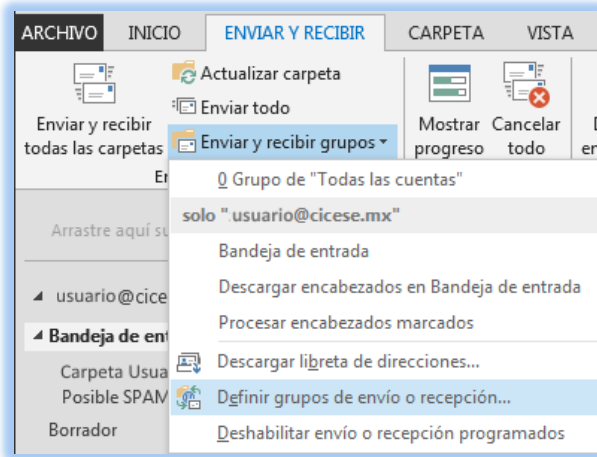 ARCHIVO INICIO ENVIAR Y RECIBIR CARPETA VISTA
Actualizar carpeta
Enviar todo
Enviar y recibir grupos
Enviar y recibir
todas las carpetas
Mostrar
progreso
Cancelar
todo
0 Grupo de "Todas las cuentas"
solo ".usuario@cicese.mx"
Bandeja de entrada
Descargar encabezados en Bandeja de entrada
Procesar encabezados marcados
Descargar libreta de direcciones...
Definir grupos de envío o recepción...
Deshabilitar envío o recepción programados
Arrastre aquí su
usuario@cice
Bandeja de en
Carpeta Usua
Posible SPAM
Borrador